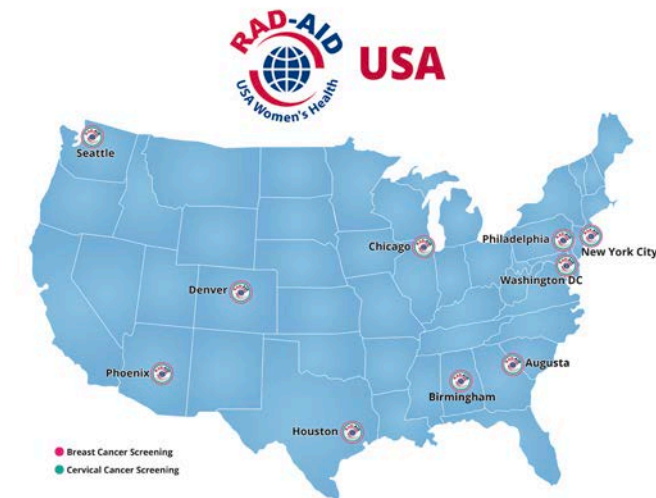 RAD-AID
USA Women's Health
USA
Seattle
Chicago
Philadelphia
New York City
Washington DC
Denver
Phoenix
Augusta
Birmingham
Houston
Breast Cancer Screening
Cervical Cancer Screening